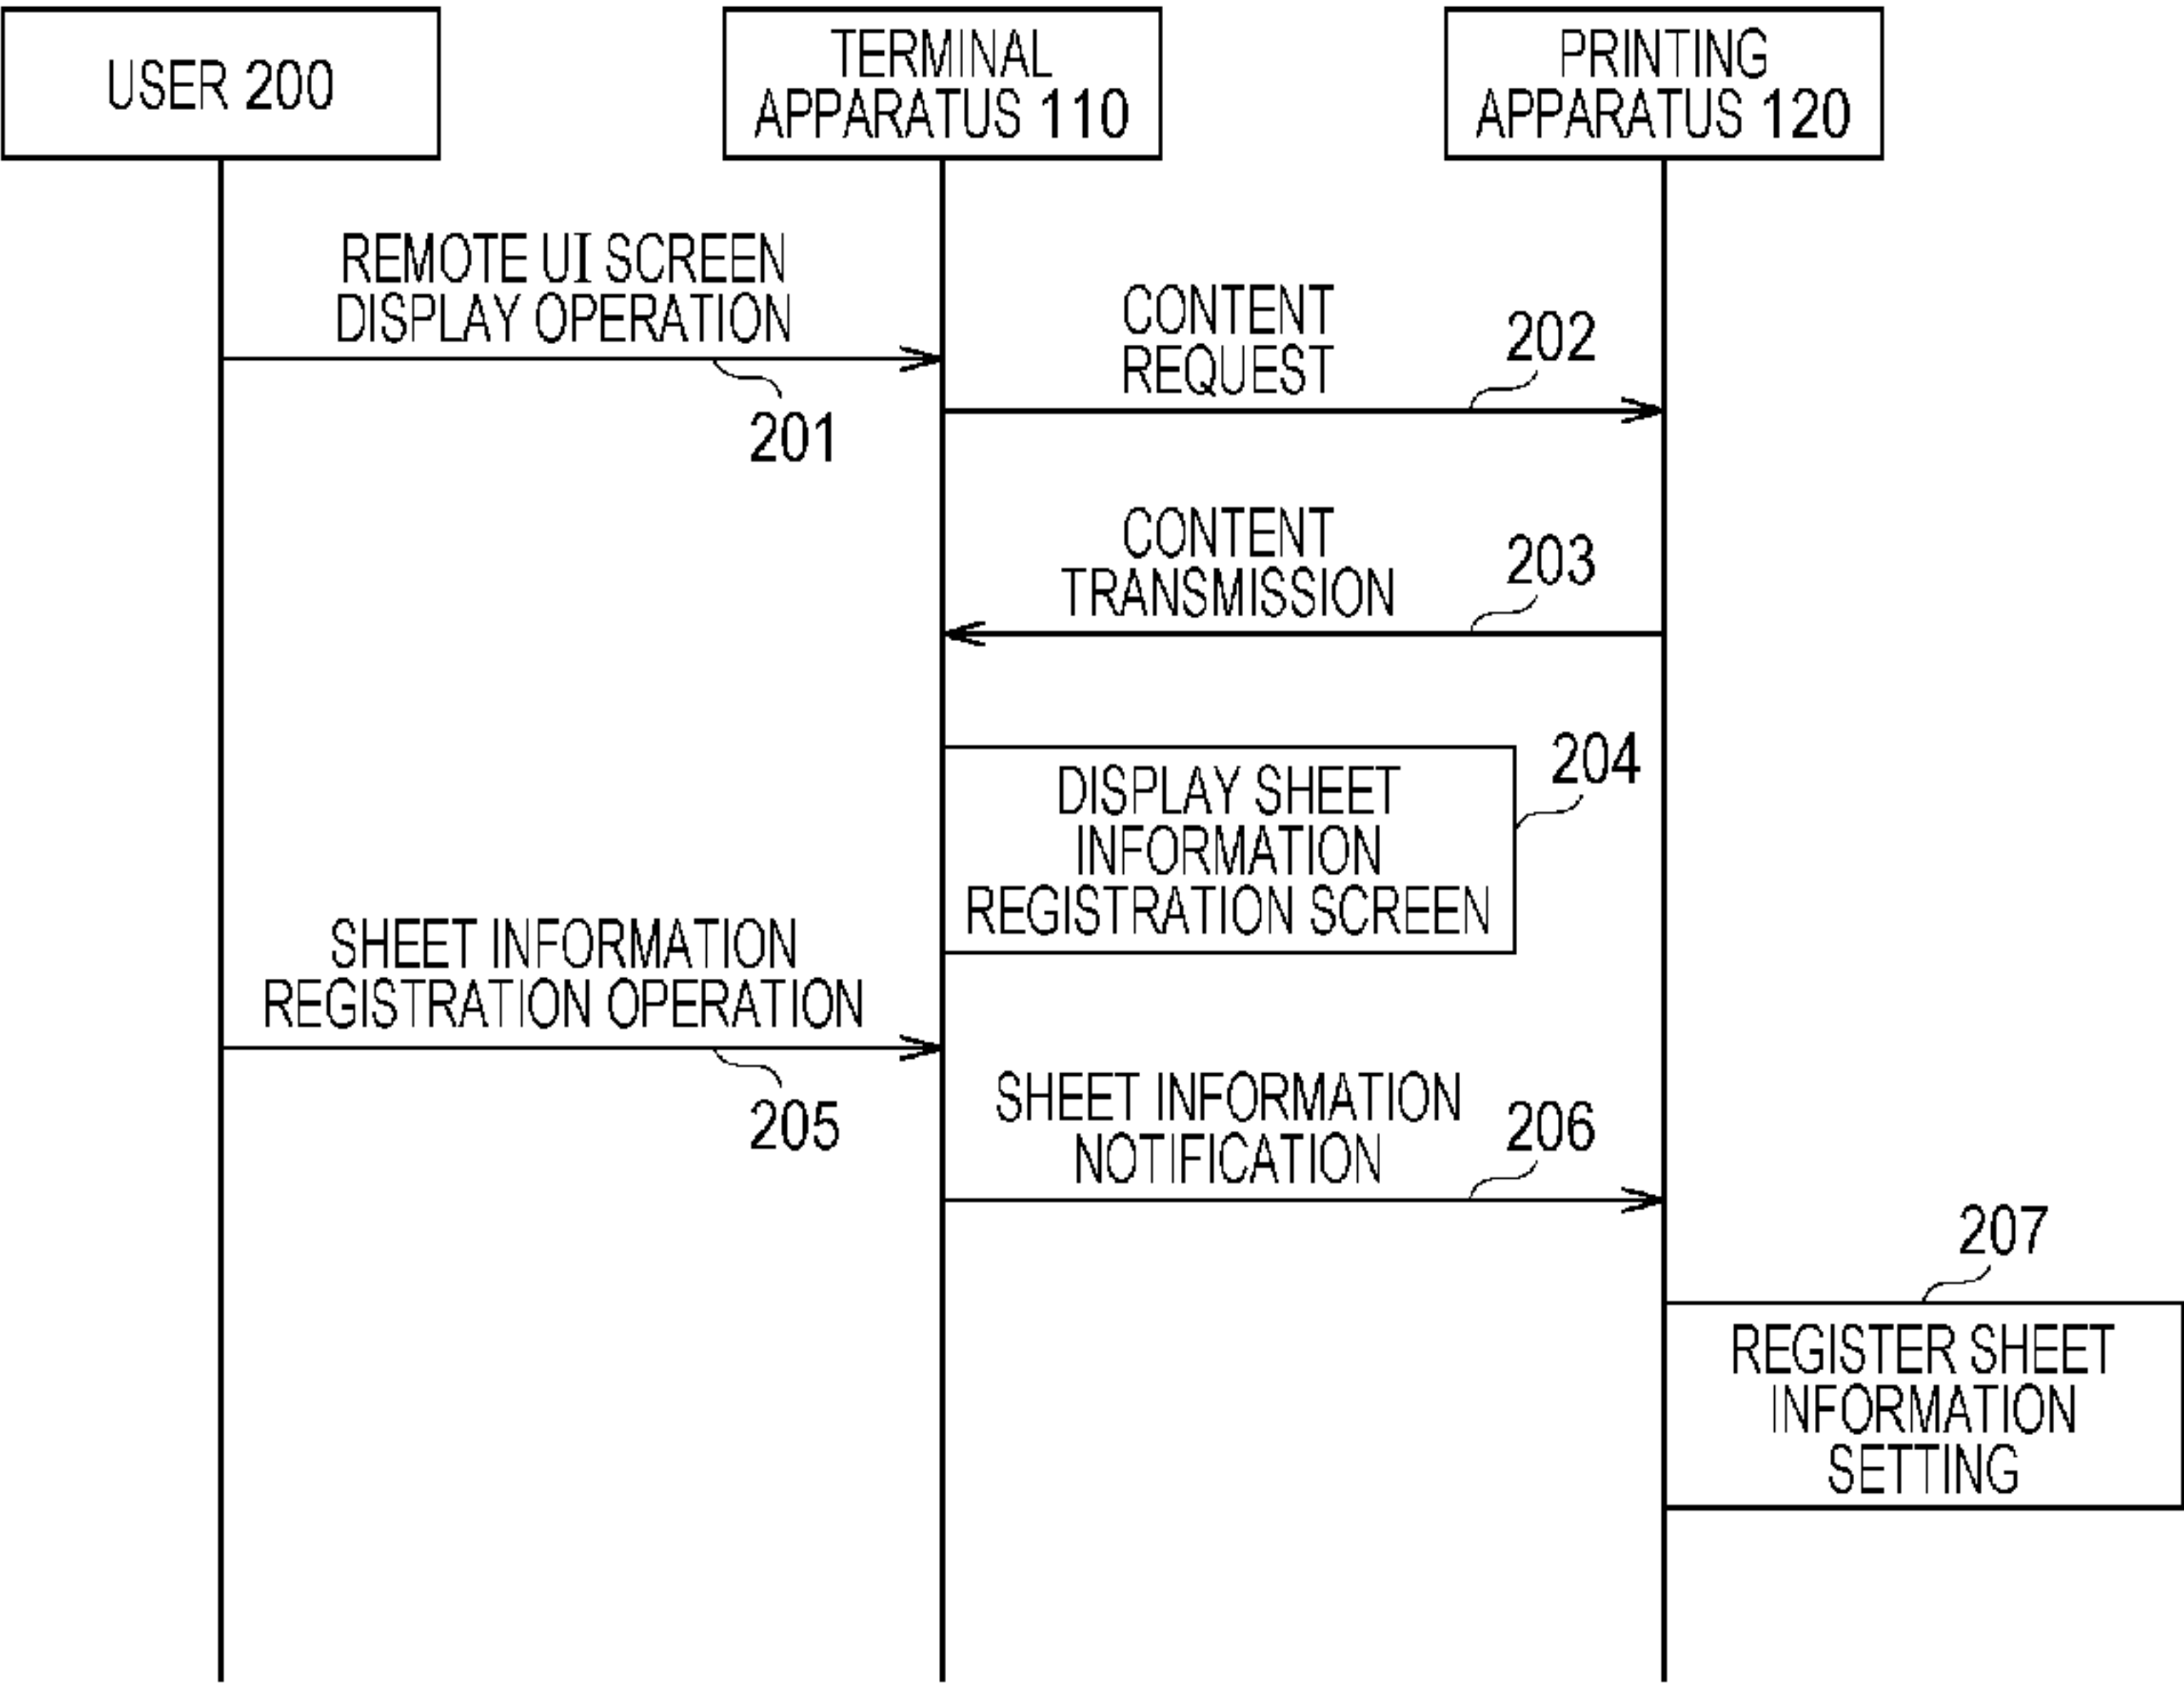 USER 200
TERMINAL
APPARATUS 110
PRINTING
APPARATUS 120
REMOTE UI SCREEN
DISPLAY OPERATION
201
CONTENT
REQUEST
202
CONTENT
TRANSMISSION
203
DISPLAY SHEET
INFORMATION
REGISTRATION SCREEN
204
SHEET INFORMATION
REGISTRATION OPERATION
205
SHEET INFORMATION
NOTIFICATION
206
207
REGISTER SHEET
INFORMATION
SETTING